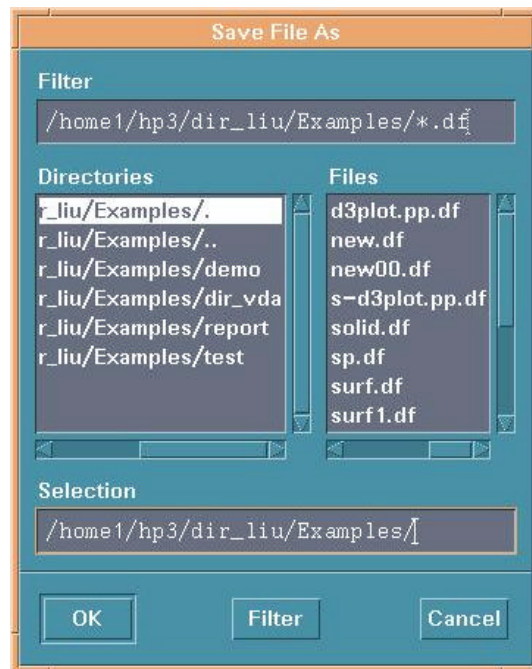 Save File As
Filter
/home1/hp3/dir_liu/Examples/*.df
Directories
r_liu/Examples/.
r_liu/Examples/..
r_liu/Examples/demo
r_liu/Examples/dir_vda
r_liu/Examples/report
r_liu/Examples/test
Files
d3plot.pp.df
new.df
new00.df
s-d3plot.pp.df
solid.df
sp.df
surf.df
surf1.df
Selection
/home1/hp3/dir_liu/Examples/
OK
Filter
Cancel